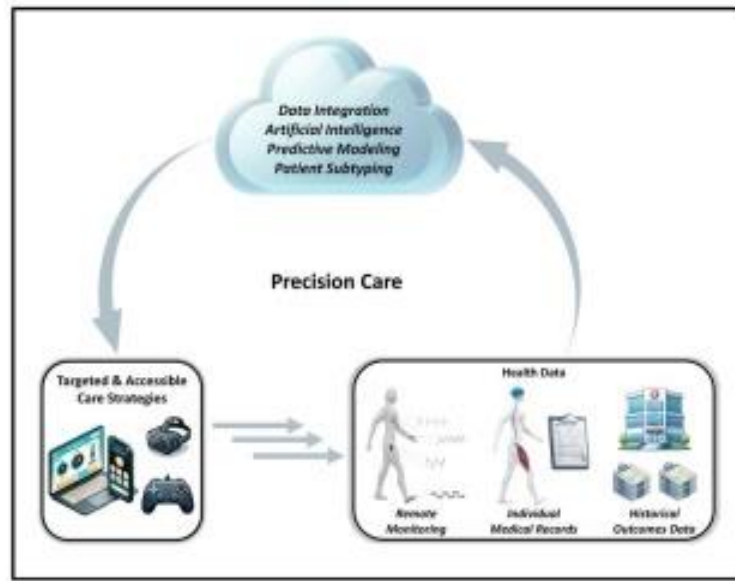 Data Integration
Artificial Intelligence
Predictive Modeling
Patient Subtyping
Precision Care
Targeted & Accessible
Care Strategies
Health Data
Remote
Monitoring
Individual
Medical Records
Historical
Outcomes Data